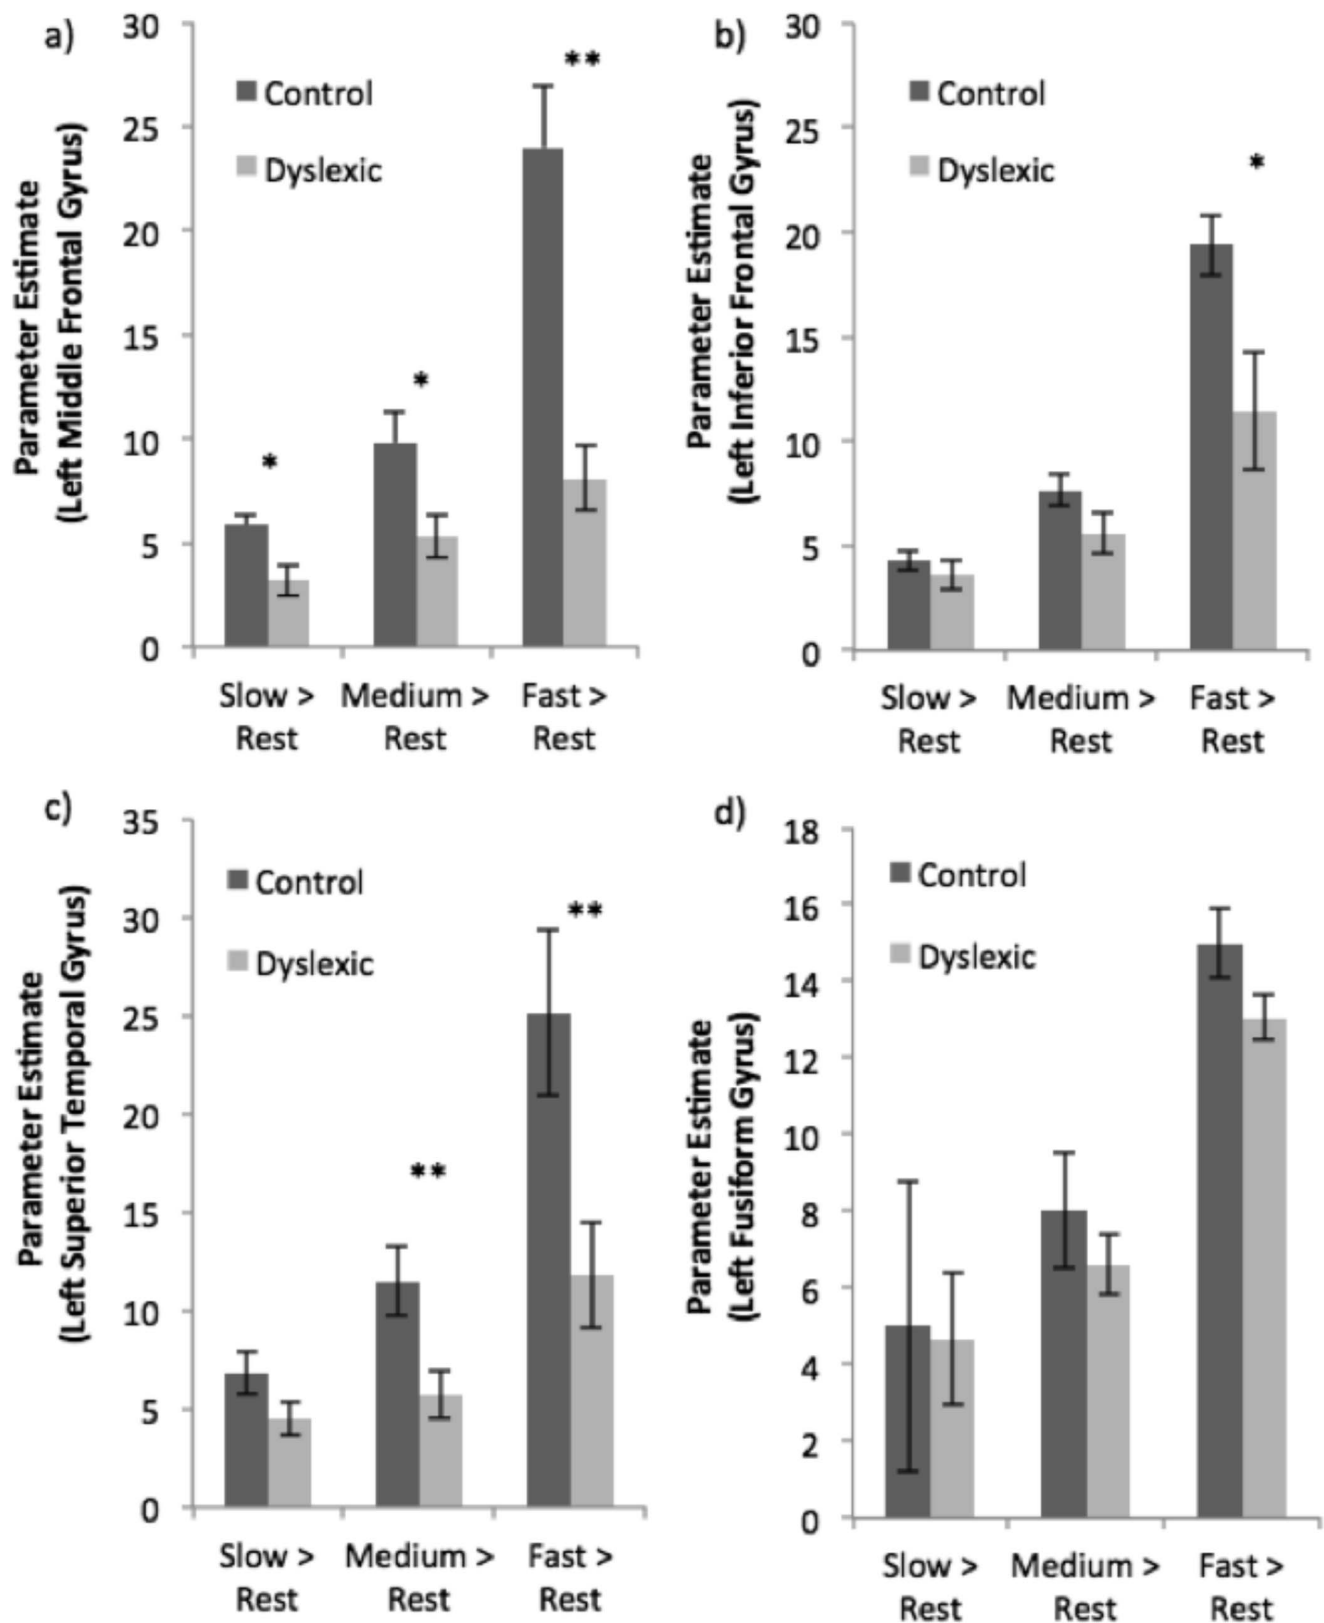 a)
30
25
20
15
10
5
0
Parameter Estimate
(Left Middle Frontal Gyrus)
Control
Dyslexic
*
*
**
Slow >
Rest
Medium >
Rest
Fast >
Rest
b)
30
25
20
15
10
5
0
Parameter Estimate
(Left Inferior Frontal Gyrus)
Control
Dyslexic
*
Slow >
Rest
Medium >
Rest
Fast >
Rest
c)
35
30
25
20
15
10
5
0
Parameter Estimate
(Left Superior Temporal Gyrus)
Control
Dyslexic
**
**
Slow >
Rest
Medium >
Rest
Fast >
Rest
d)
18
16
14
12
10
8
6
4
2
0
Parameter Estimate
(Left Fusiform Gyrus)
Control
Dyslexic
Slow >
Rest
Medium >
Rest
Fast >
Rest